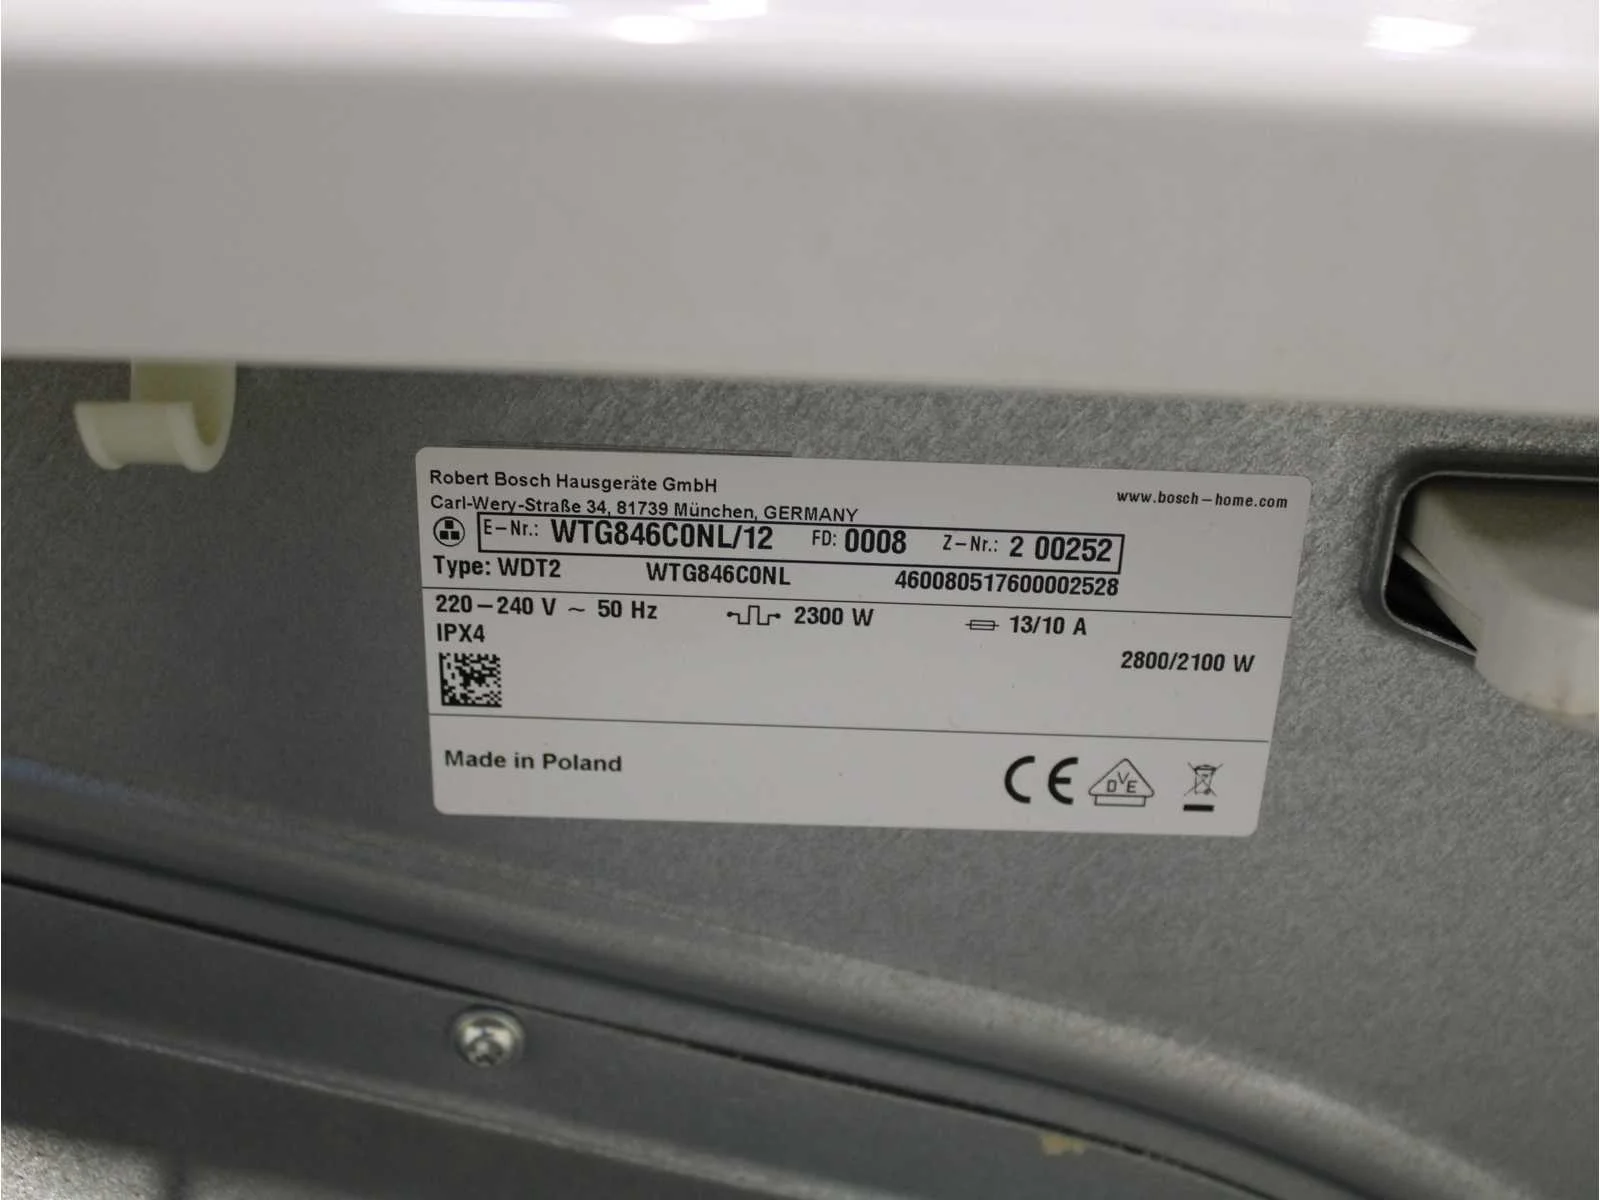 Robert Bosch Hausgeräte GmbH
www.bosch-home.com
Carl-Wery-Straße 34, 81739 München, GERMANY
E-Nr.: WTG846C0NL/12 FD: 0008 Z-Nr.: 2 00252
Type: WDT2 WTG846C0NL 460080517600002528
220-240 V ~ 50 Hz 2300 W 13/10 A
IPX4
2800/2100 W
Made in Poland
CE DVE